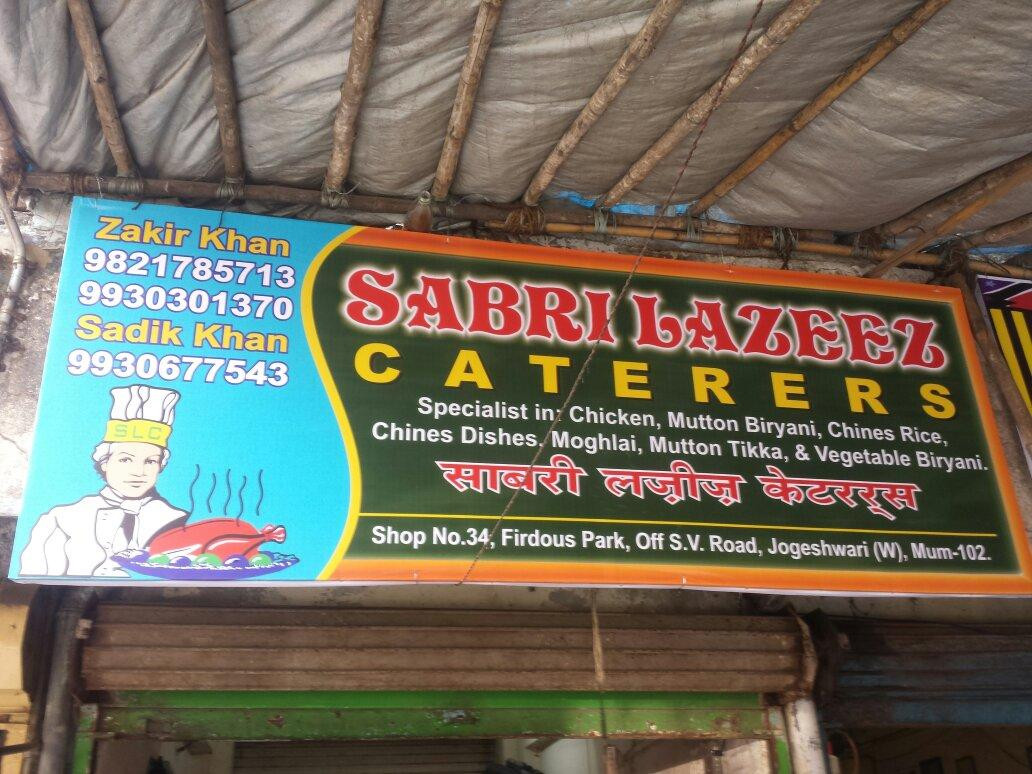 Zakir Khan
9821785713
9930301370
Sadik Khan
9930677543
SLC
SABRI LAZEEZ
CATERERS
Specialist in: Chicken, Mutton Biryani, Chines Rice,
Chines Dishes. Moghlai, Mutton Tikka, & Vegetable Biryani.
साबरी लज़ीज़ केटरर्स
Shop No.34, Firdous Park, Off S.V. Road, Jogeshwari (W), Mum-102.